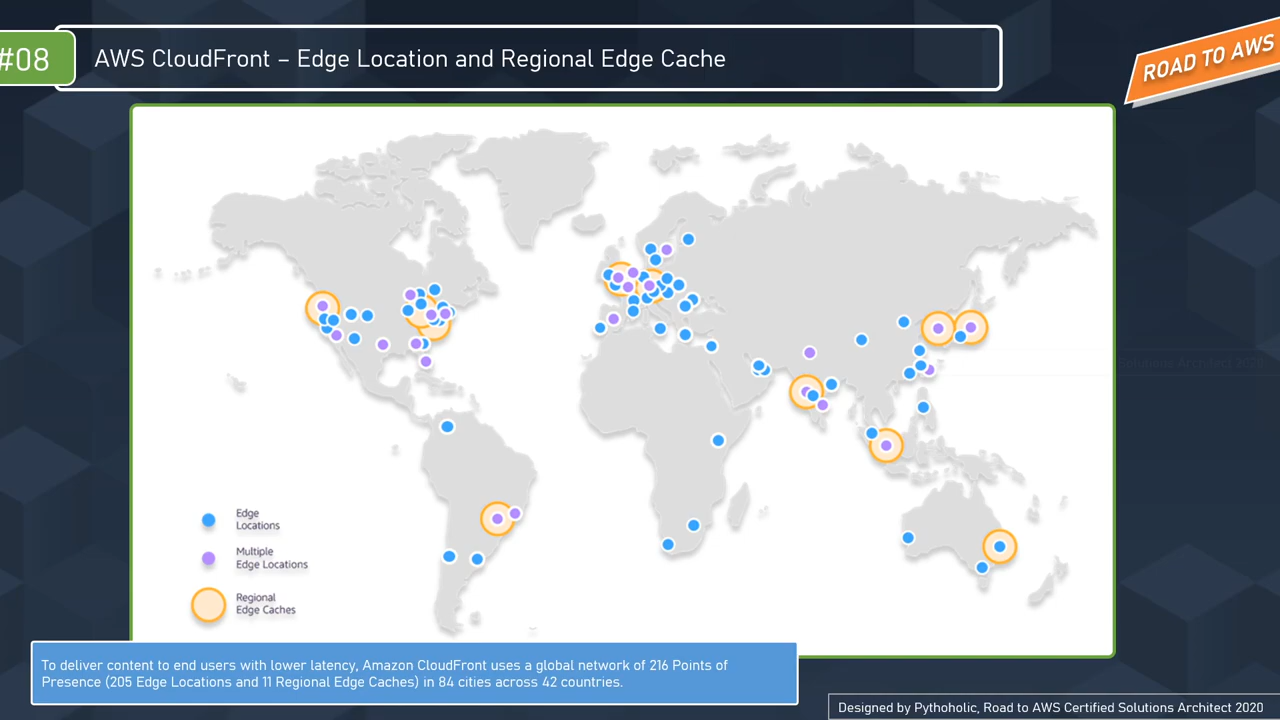 #08
AWS CloudFront – Edge Location and Regional Edge Cache
ROAD TO AWS
Solutions Architect 2020
Edge
Locations
Multiple
Edge Locations
Regional
Edge Caches
To deliver content to end users with lower latency, Amazon CloudFront uses a global network of 216 Points of
Presence (205 Edge Locations and 11 Regional Edge Caches) in 84 cities across 42 countries.
Designed by Pythoholic, Road to AWS Certified Solutions Architect 2020